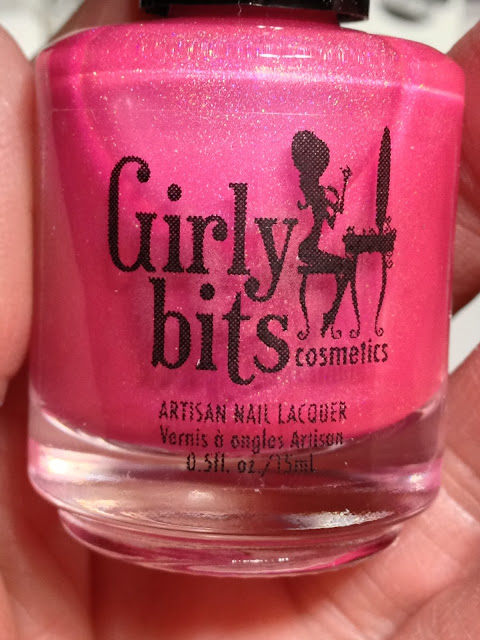 Girly
bits
cosmetics
ARTISAN NAIL LACQUER
Vernis à ongles Artisan
0.5fl. oz./15ml